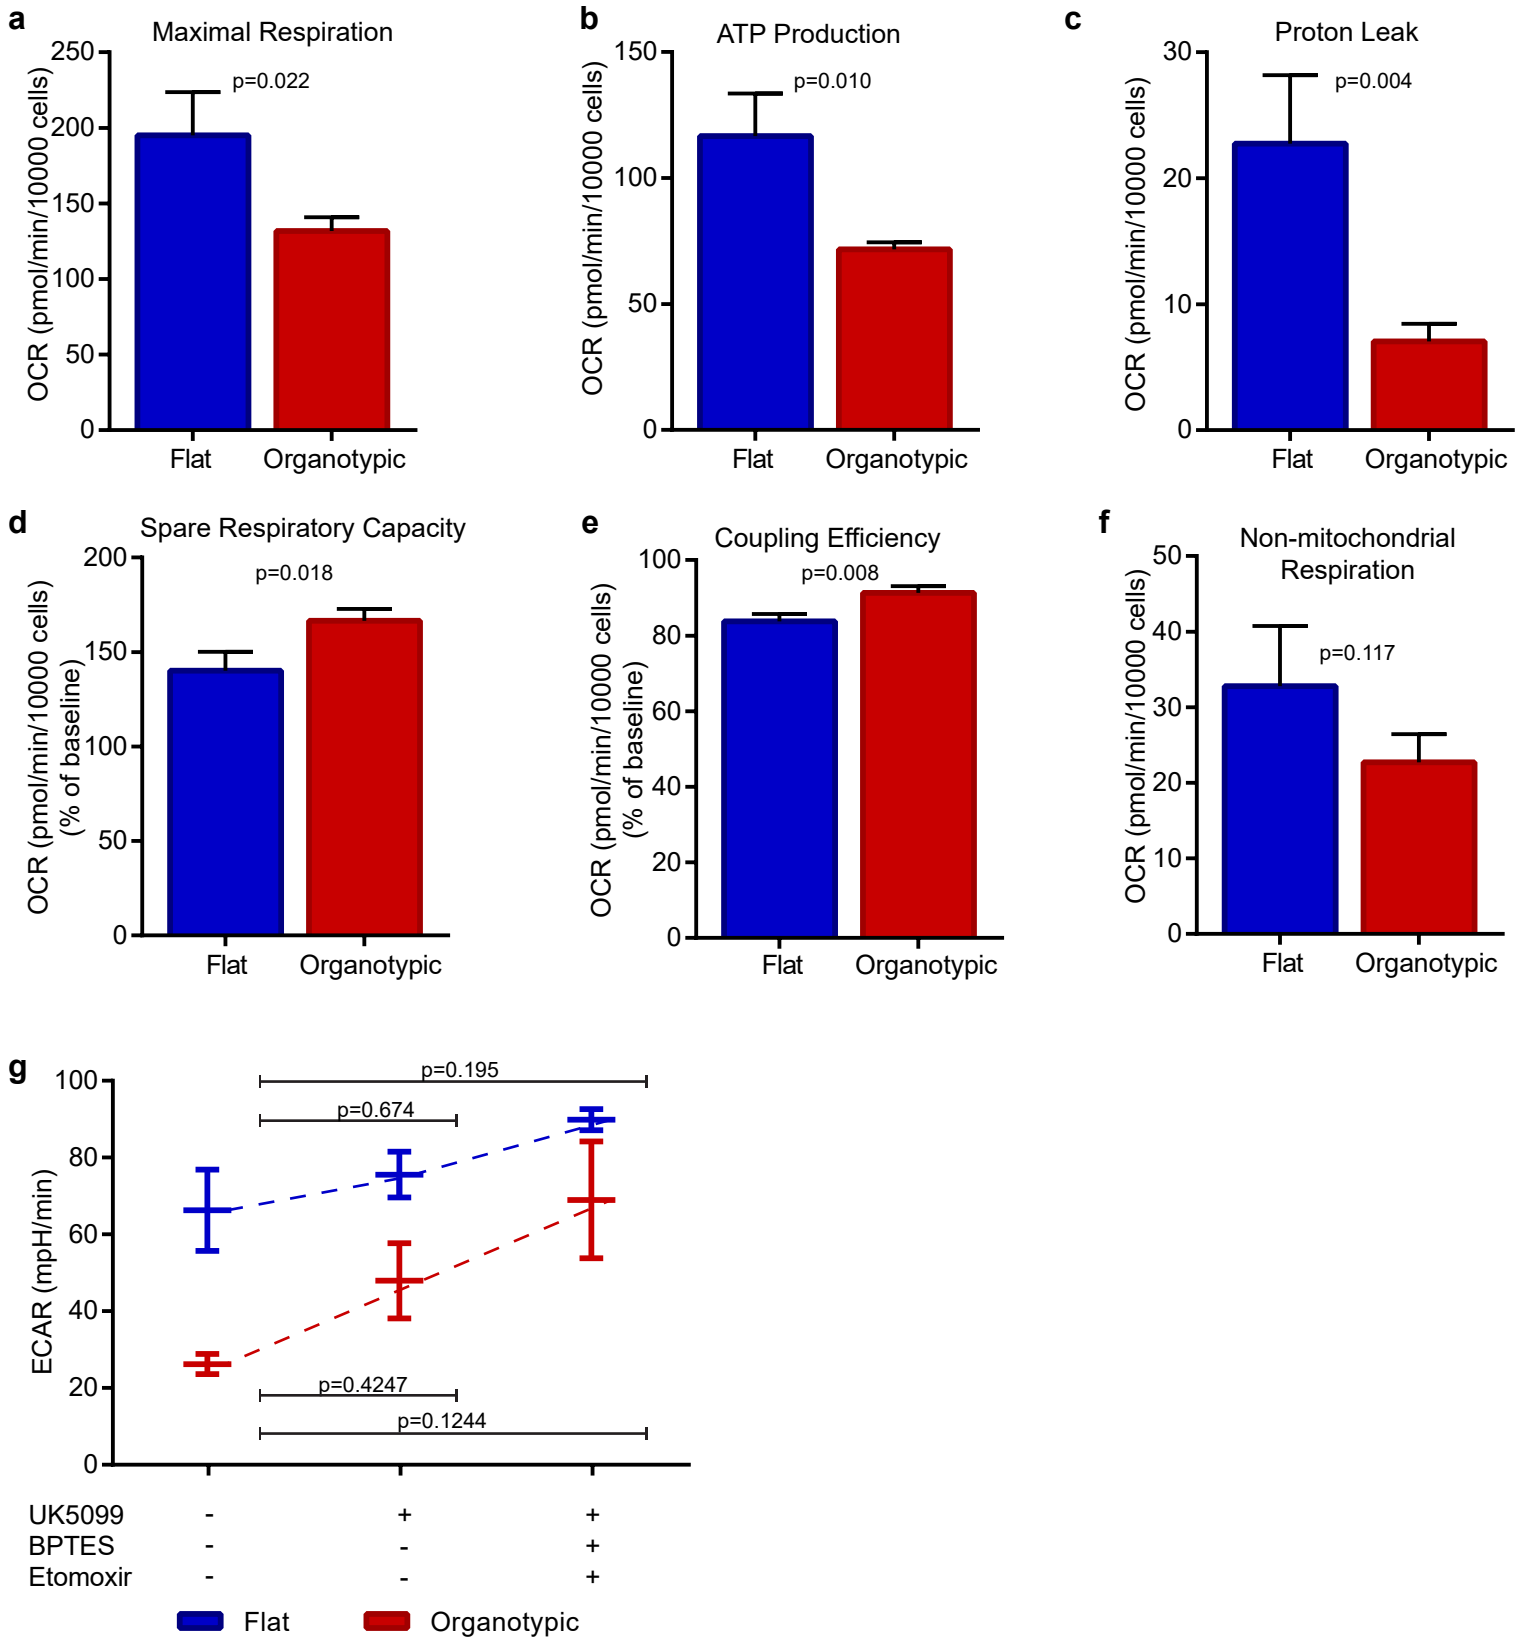 a
Maximal Respiration
250
200
150
100
50
0
OCR (pmol/min/10000 cells)
p=0.022
Flat
Organotypic
b
ATP Production
150
100
50
0
OCR (pmol/min/10000 cells)
p=0.010
Flat
Organotypic
c
Proton Leak
30
20
10
0
OCR (pmol/min/10000 cells)
p=0.004
Flat
Organotypic
d
Spare Respiratory Capacity
200
150
100
50
0
OCR (pmol/min/10000 cells)
(% of baseline)
p=0.018
Flat
Organotypic
e
Coupling Efficiency
100
80
60
40
20
0
OCR (pmol/min/10000 cells)
(% of baseline)
p=0.008
Flat
Organotypic
f
Non-mitochondrial
Respiration
50
40
30
20
10
0
OCR (pmol/min/10000 cells)
p=0.117
Flat
Organotypic
g
100
80
60
40
20
0
ECAR (mpH/min)
p=0.195
p=0.674
p=0.4247
p=0.1244
UK5099 - + +
BPTES - - +
Etomoxir - - +
Flat
Organotypic